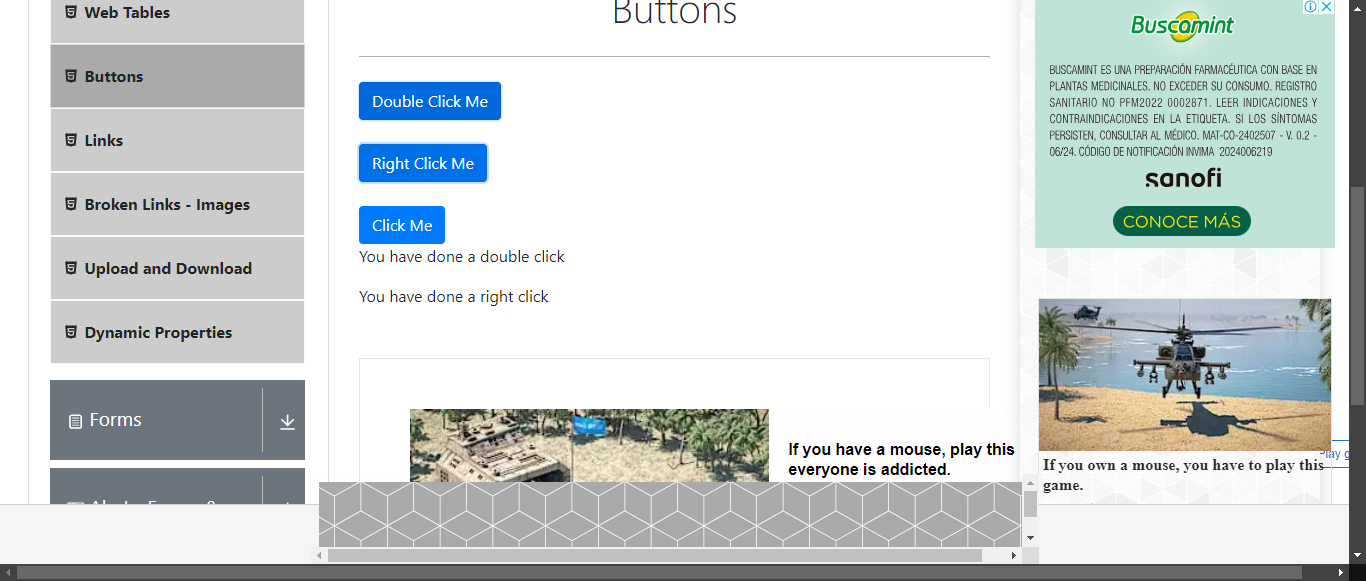 Web Tables
Buttons
Links
Broken Links - Images
Upload and Download
Dynamic Properties
Forms
Buttons
Double Click Me
Right Click Me
Click Me
You have done a double click
You have done a right click
If you have a mouse, play this
everyone is addicted.
Buscamint
BUSCAMINT ES UNA PREPARACIÓN FARMACÉUTICA CON BASE EN
PLANTAS MEDICINALES. NO EXCEDER SU CONSUMO. REGISTRO
SANITARIO NO PFM2022 0002871. LEER INDICACIONES Y
CONTRAINDICACIONES EN LA ETIQUETA. SI LOS SÍNTOMAS
PERSISTEN, CONSULTAR AL MÉDICO. MAT-CO-2402507 - V. 0.2 -
06/24. CÓDIGO DE NOTIFICACIÓN INVIMA 2024006219
sanofi
CONOCE MÁS
If you own a mouse, you have to play this
game.
Play g